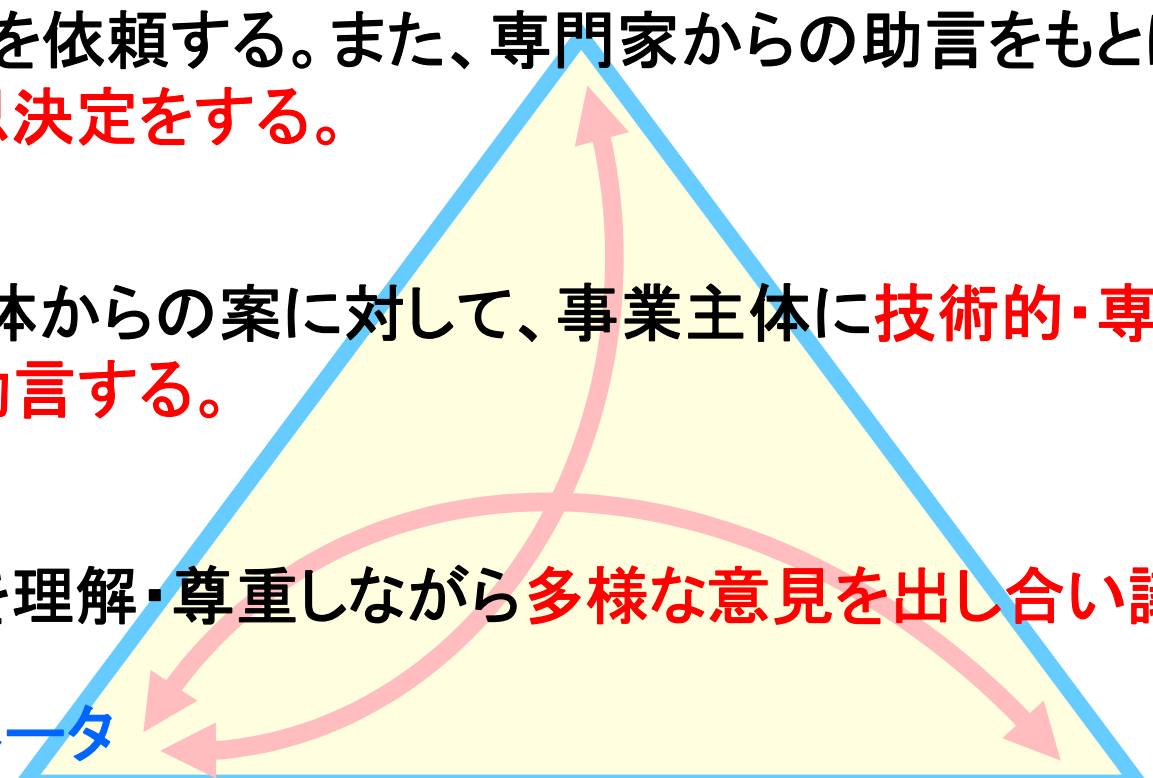 を依頼する。また、専門家からの助言をもと
決定をする。
体からの案に対して、事業主体に技術的・専
言する。
理解・尊重しながら多様な意見を出し合い
ータ